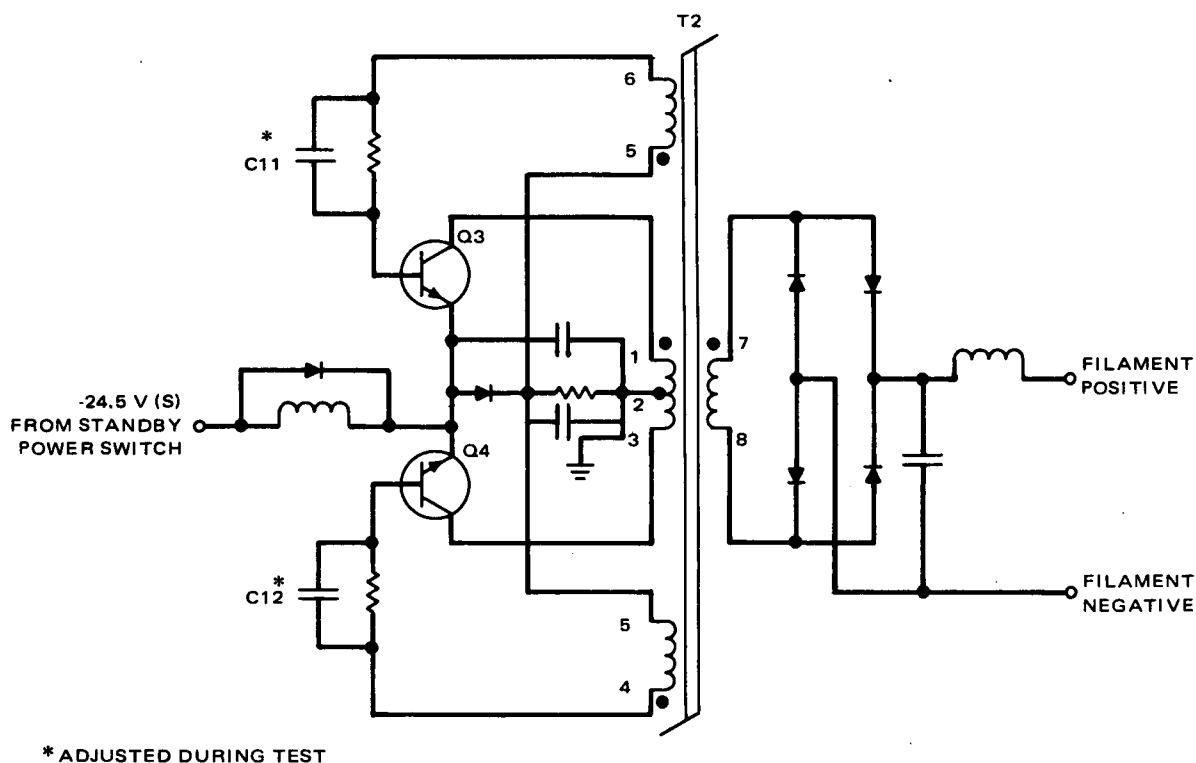 T2
6
*
C11
5
Q3
1
7
-24.5 V (S)
FROM STANDBY
POWER SWITCH
2
3
8
Q4
FILAMENT
POSITIVE
*
C12
5
4
FILAMENT
NEGATIVE
* ADJUSTED DURING TEST